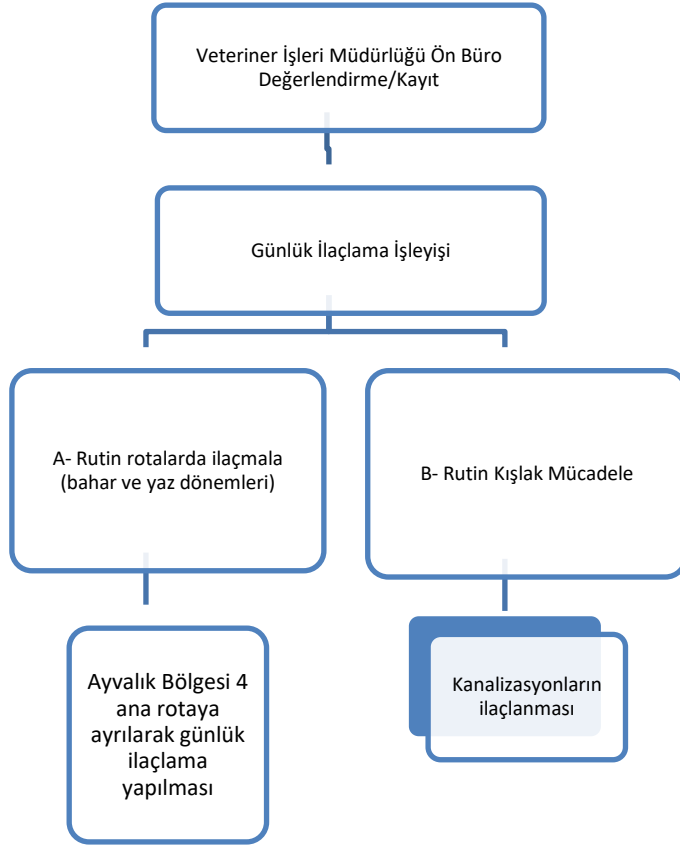 Veteriner İşleri Müdürlüğü Ön Büro
Değerlendirme/Kayıt
Günlük İlaçlama İşleyişi
A- Rutin rotalarda ilaçmala
(bahar ve yaz dönemleri)
B- Rutin Kışlak Mücadele
Ayvalık Bölgesi 4
ana rotaya
ayrılarak günlük
ilaçlama
yapılması
Kanalizasyonların
ilaçlanması